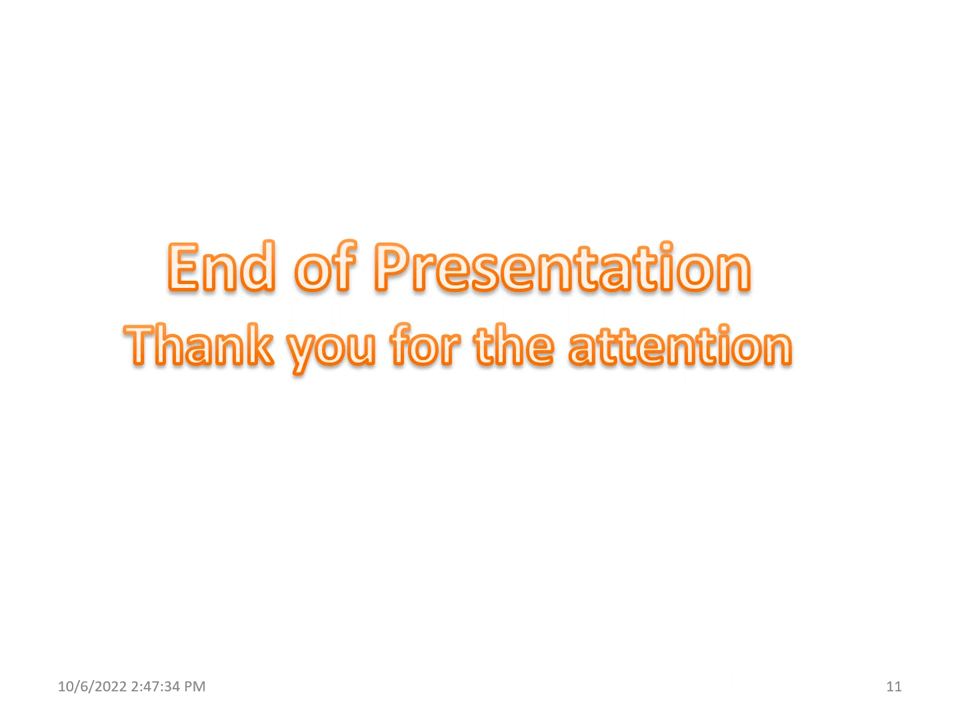 End of Presentation
Thank you for the attention
10/6/2022 2:47:34 PM
11